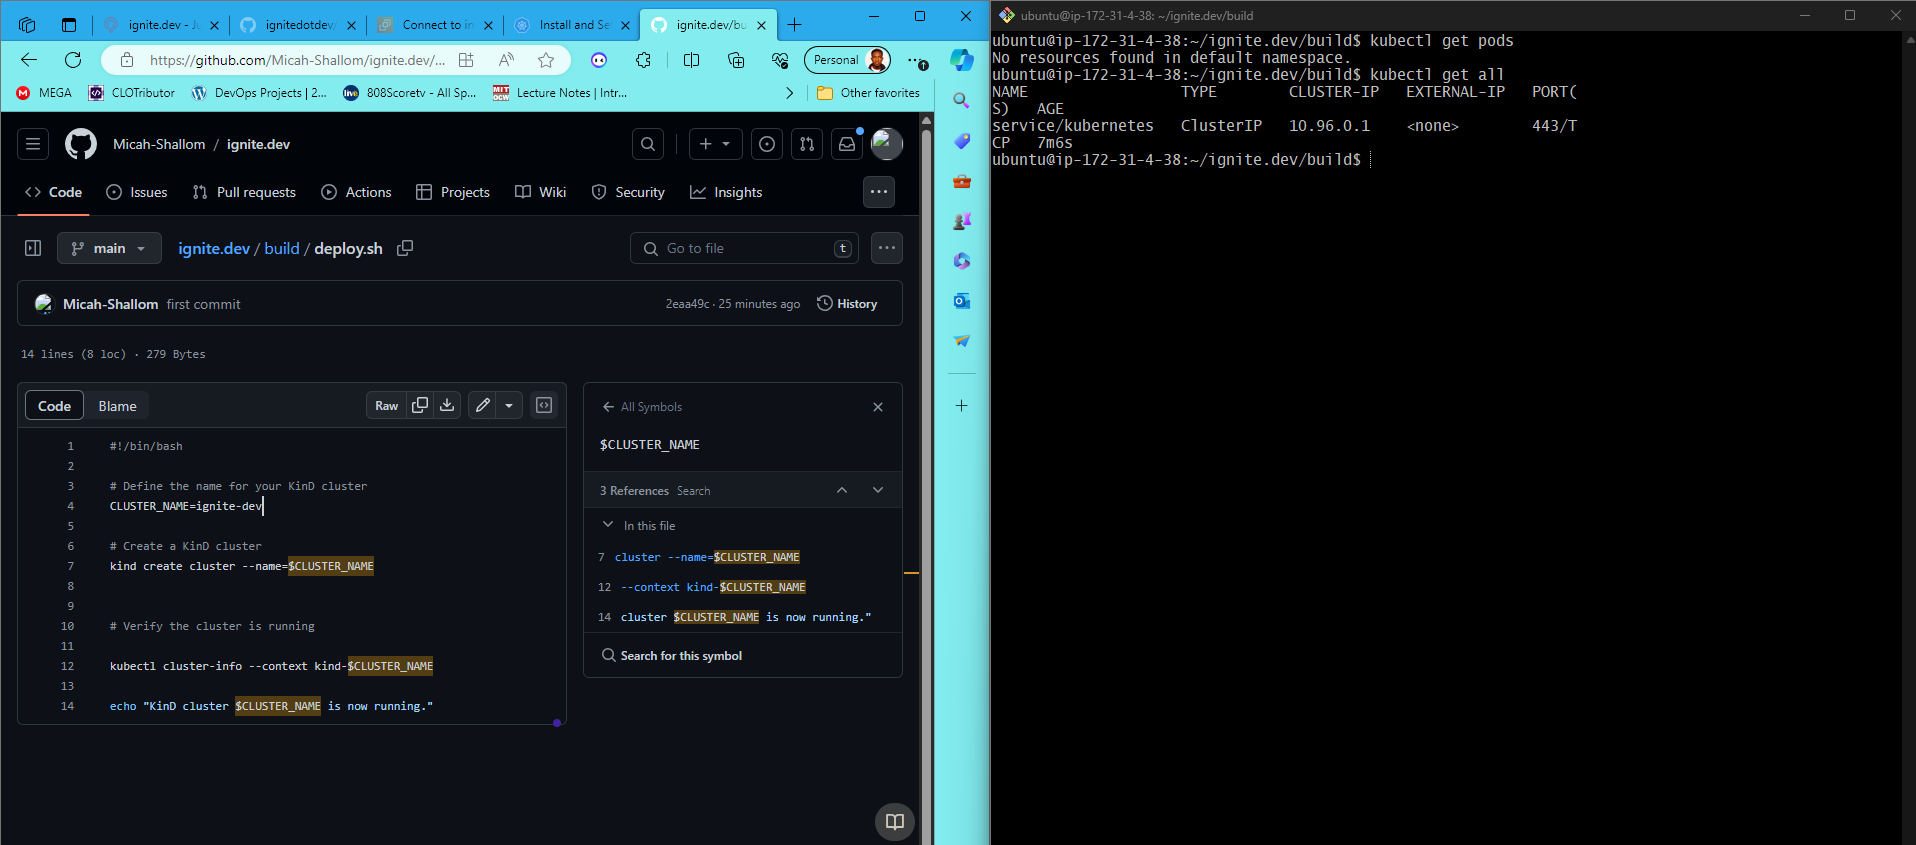 ignite.dev - Ju
ignitedotdev/
Connect to in
Install and Se
ignite.dev/bu
https://github.com/Micah-Shallom/ignite.dev/...
Personal
MEGA
CLOTributor
DevOps Projects | 2...
808Scoretv - All Sp...
Lecture Notes | Intr...
Other favorites
Micah-Shallom / ignite.dev
Code
Issues
Pull requests
Actions
Projects
Wiki
Security
Insights
main
ignite.dev / build / deploy.sh
Go to file
t
Micah-Shallom first commit
2eaa49c · 25 minutes ago
History
14 lines (8 loc) · 279 Bytes
Code
Blame
Raw
1 #!/bin/bash
2
3 # Define the name for your KinD cluster
4 CLUSTER_NAME=ignite-dev
5
6 # Create a KinD cluster
7 kind create cluster --name=$CLUSTER_NAME
8
9
10 # Verify the cluster is running
11
12 kubectl cluster-info --context kind-$CLUSTER_NAME
13
14 echo "KinD cluster $CLUSTER_NAME is now running."
All Symbols
$CLUSTER_NAME
3 References Search
In this file
7 cluster --name=$CLUSTER_NAME
12 --context kind-$CLUSTER_NAME
14 cluster $CLUSTER_NAME is now running."
Search for this symbol
ubuntu@ip-172-31-4-38: ~/ignite.dev/build
ubuntu@ip-172-31-4-38:~/ignite.dev/build$ kubectl get pods
No resources found in default namespace.
ubuntu@ip-172-31-4-38:~/ignite.dev/build$ kubectl get all
NAME TYPE CLUSTER-IP EXTERNAL-IP PORT(
S) AGE
service/kubernetes ClusterIP 10.96.0.1 <none> 443/T
CP 7m6s
ubuntu@ip-172-31-4-38:~/ignite.dev/build$